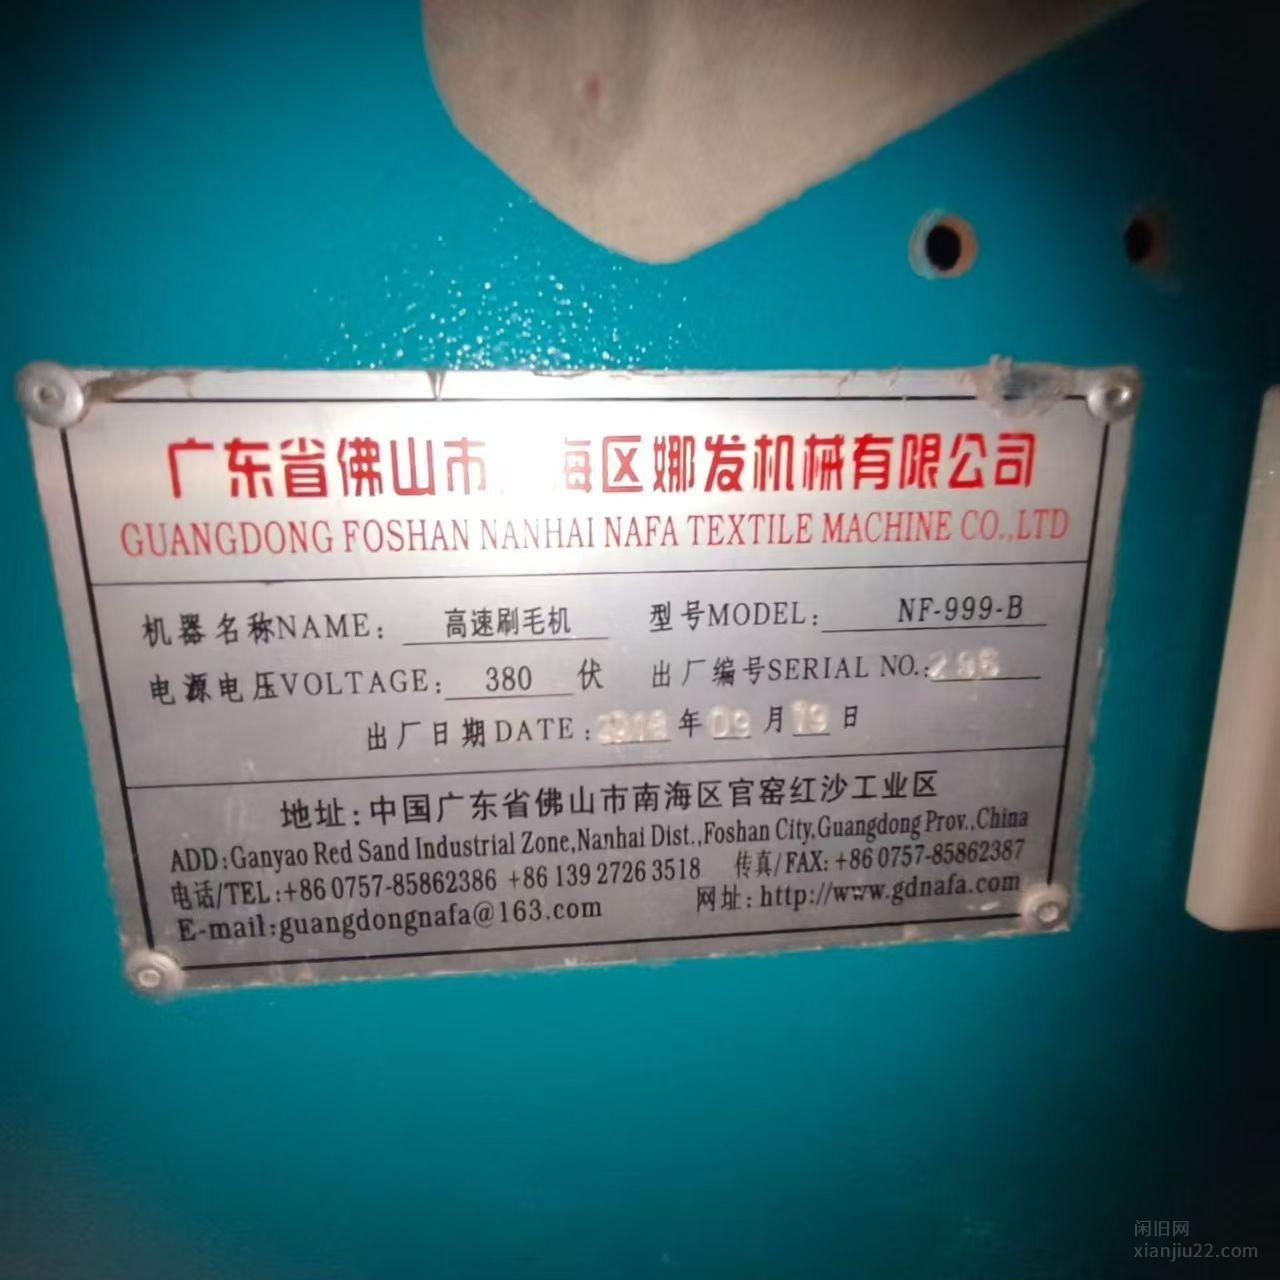 广东省佛山市 海区娜发机械有限公司
GUANGDONG FOSHAN NANHAI NAFA TEXTILE MACHINE CO.,LTD
机器名称NAME: 高速刷毛机 型号MODEL: NF-999-B
电源电压VOLTAGE: 380 伏 出厂编号SERIAL NO.:
出厂日期DATE: 年 09 月 19 日
地址:中国广东省佛山市南海区官窑红沙工业区
ADD:Ganyao Red Sand Industrial Zone,Nanhai Dist.,Foshan City,Guangdong Prov.,China
电话/TEL:+86 0757-85862386 +86 139 2726 3518 传真/FAX: +86 0757-85862387
E-mail:guangdongnafa@163.com 网址: http://www.gdnafa.com
闲旧网
xianjiu22.com